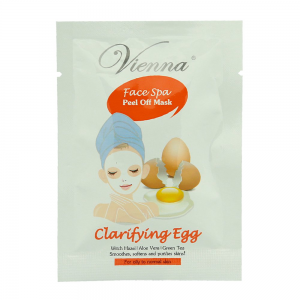 Vienna®
Face Spa
Peel Off Mask
Clarifying Egg
Witch Hazel | Aloe Vera | Green Tea
Smoothes, softens and purifies skins!
For oily to normal skin